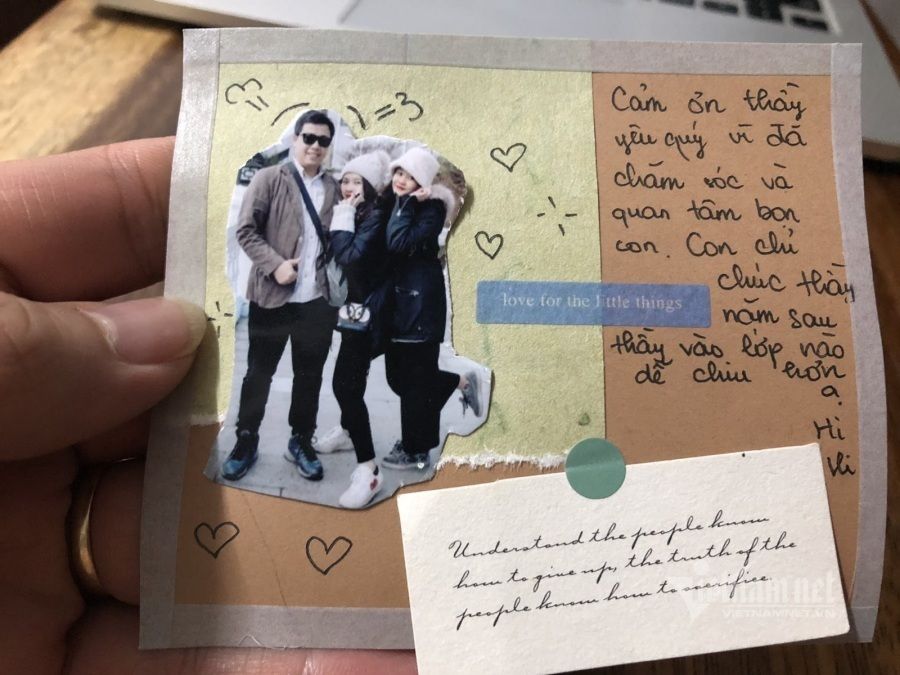 =3
Cảm ơn thầy
yêu quý vì đã
chăm sóc và
quan tâm bọn
con. Con chỉ
chúc thầy
năm sau
thầy vào lớp nào
dễ chịu hơn
ạ.
Hi
Hi
love for the little things
Understand the people know
how to give up, the truth of the
people know how to sacrifice
Vietnamnet
VIETNAMNET.VN